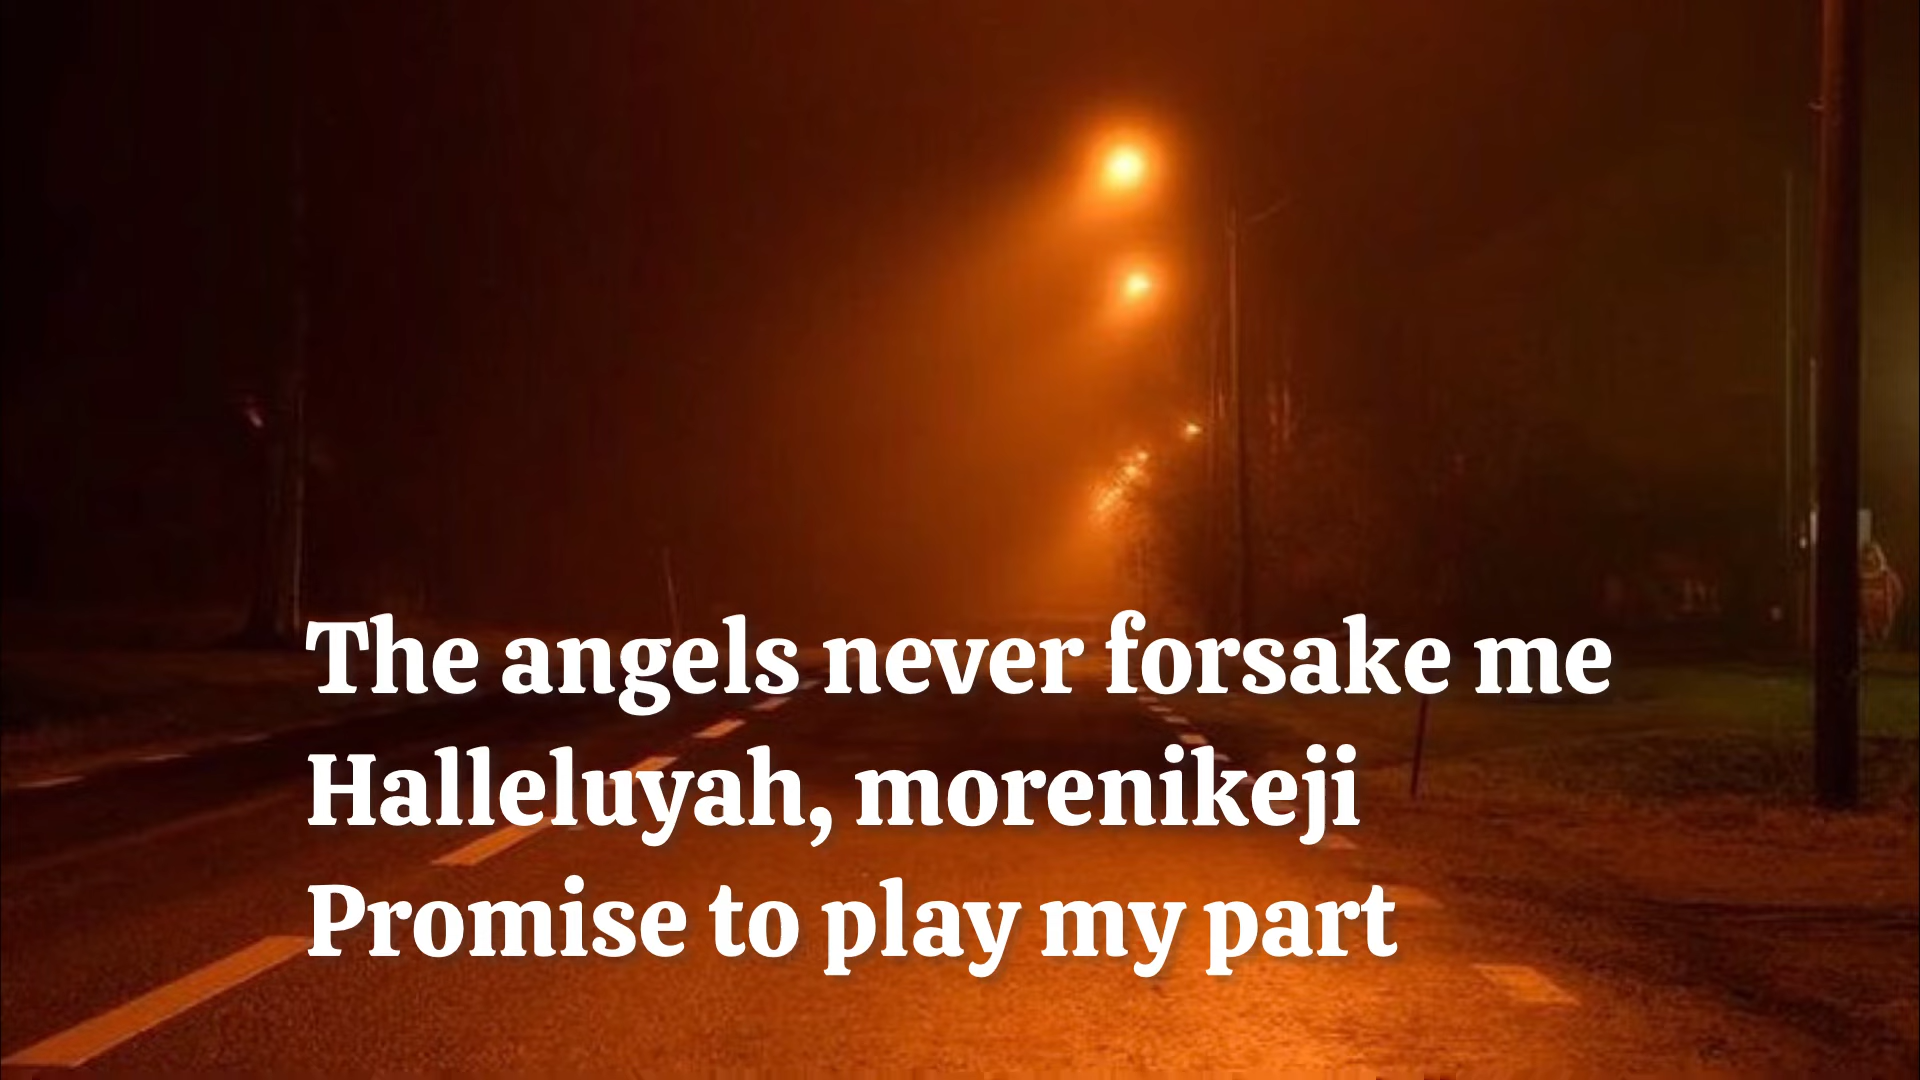 The angels never forsake me
Halleluyah, morenikeji
Promise to play my part